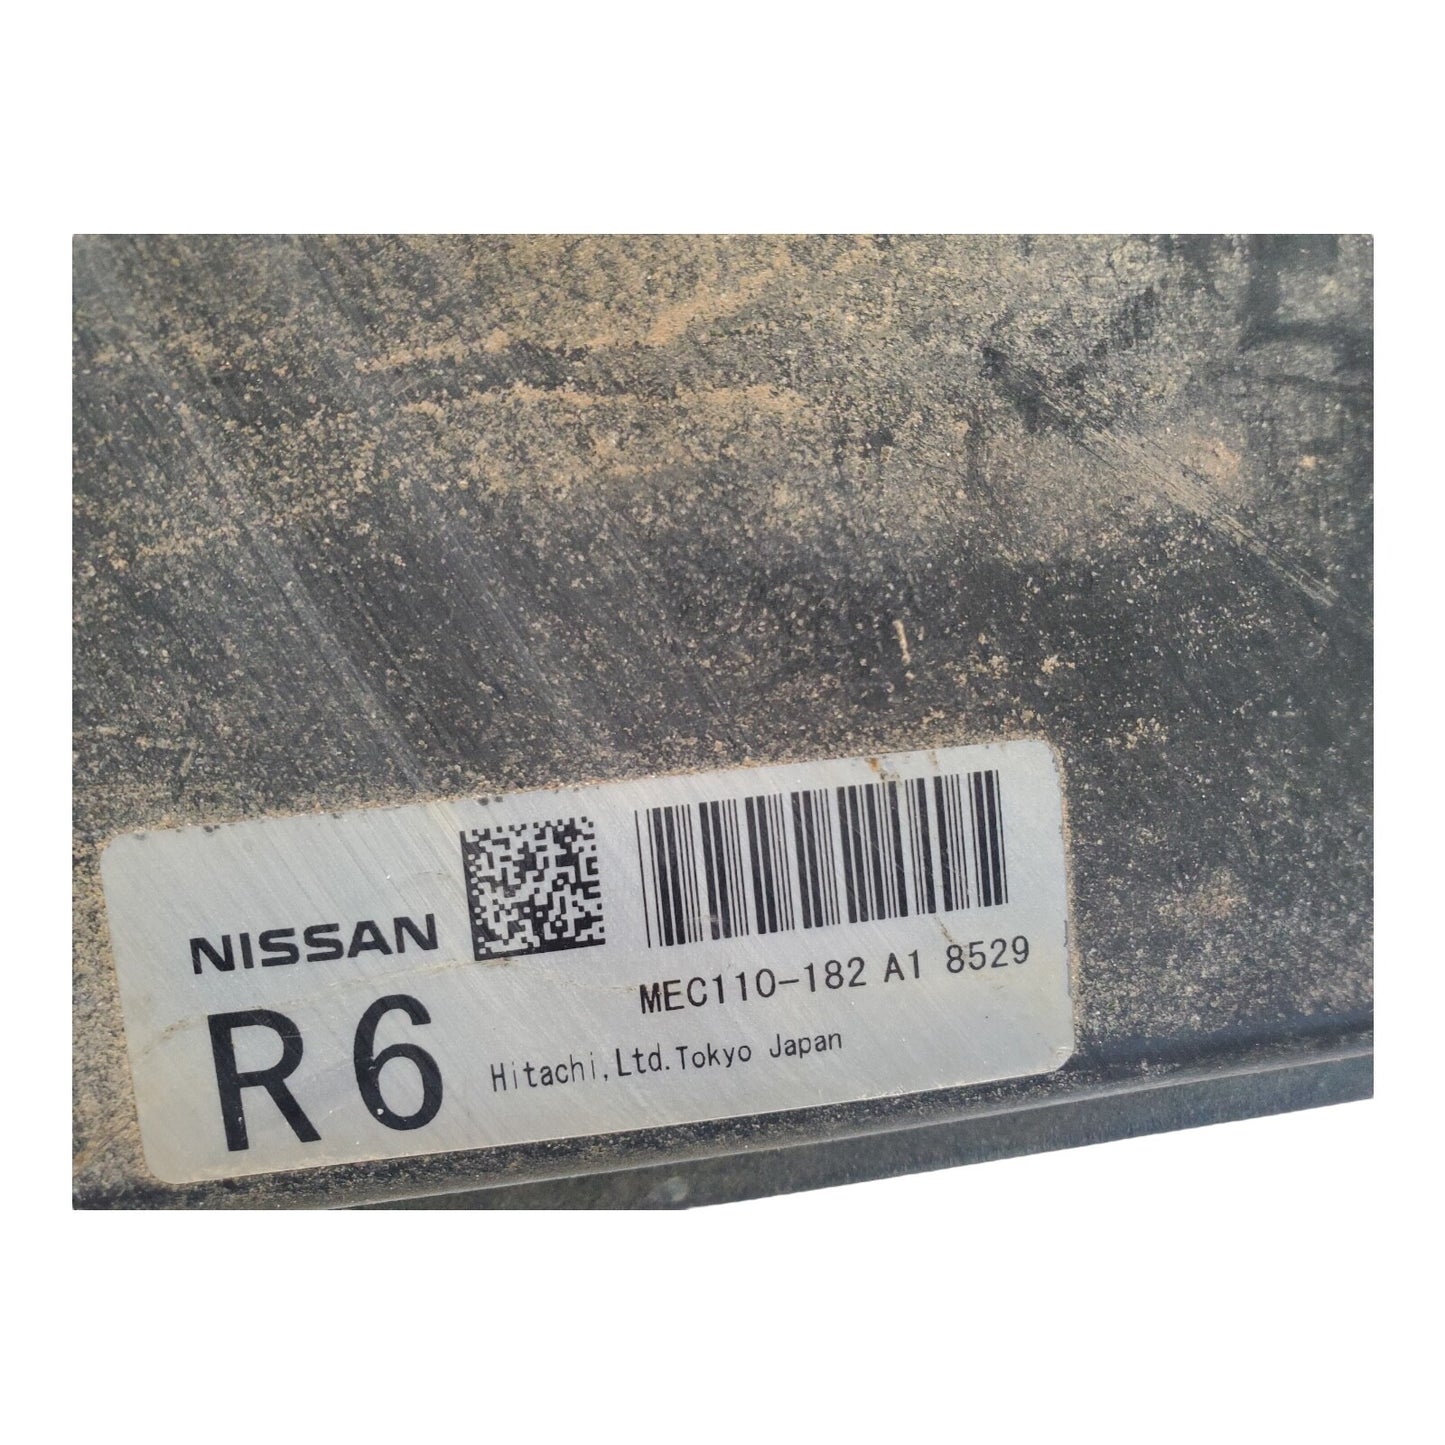 NISSAN
MEC110-182 A1 8529
R6
Hitachi,Ltd.Tokyo Japan